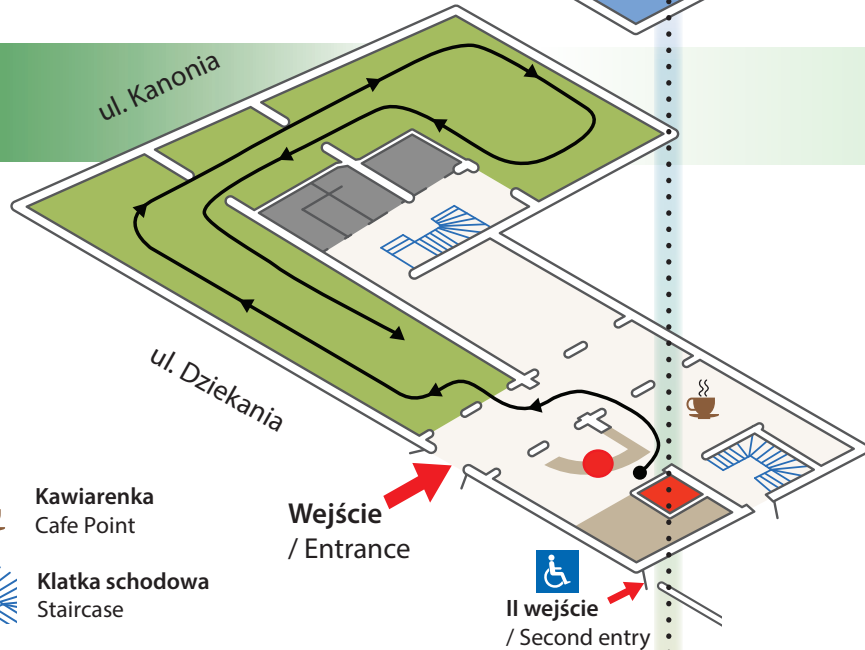 ul. Kanonia
ul. Dziekania
Kawiarenka
Cafe Point
Klatka schodowa
Staircase
Wejście
/ Entrance
II wejście
/ Second entry